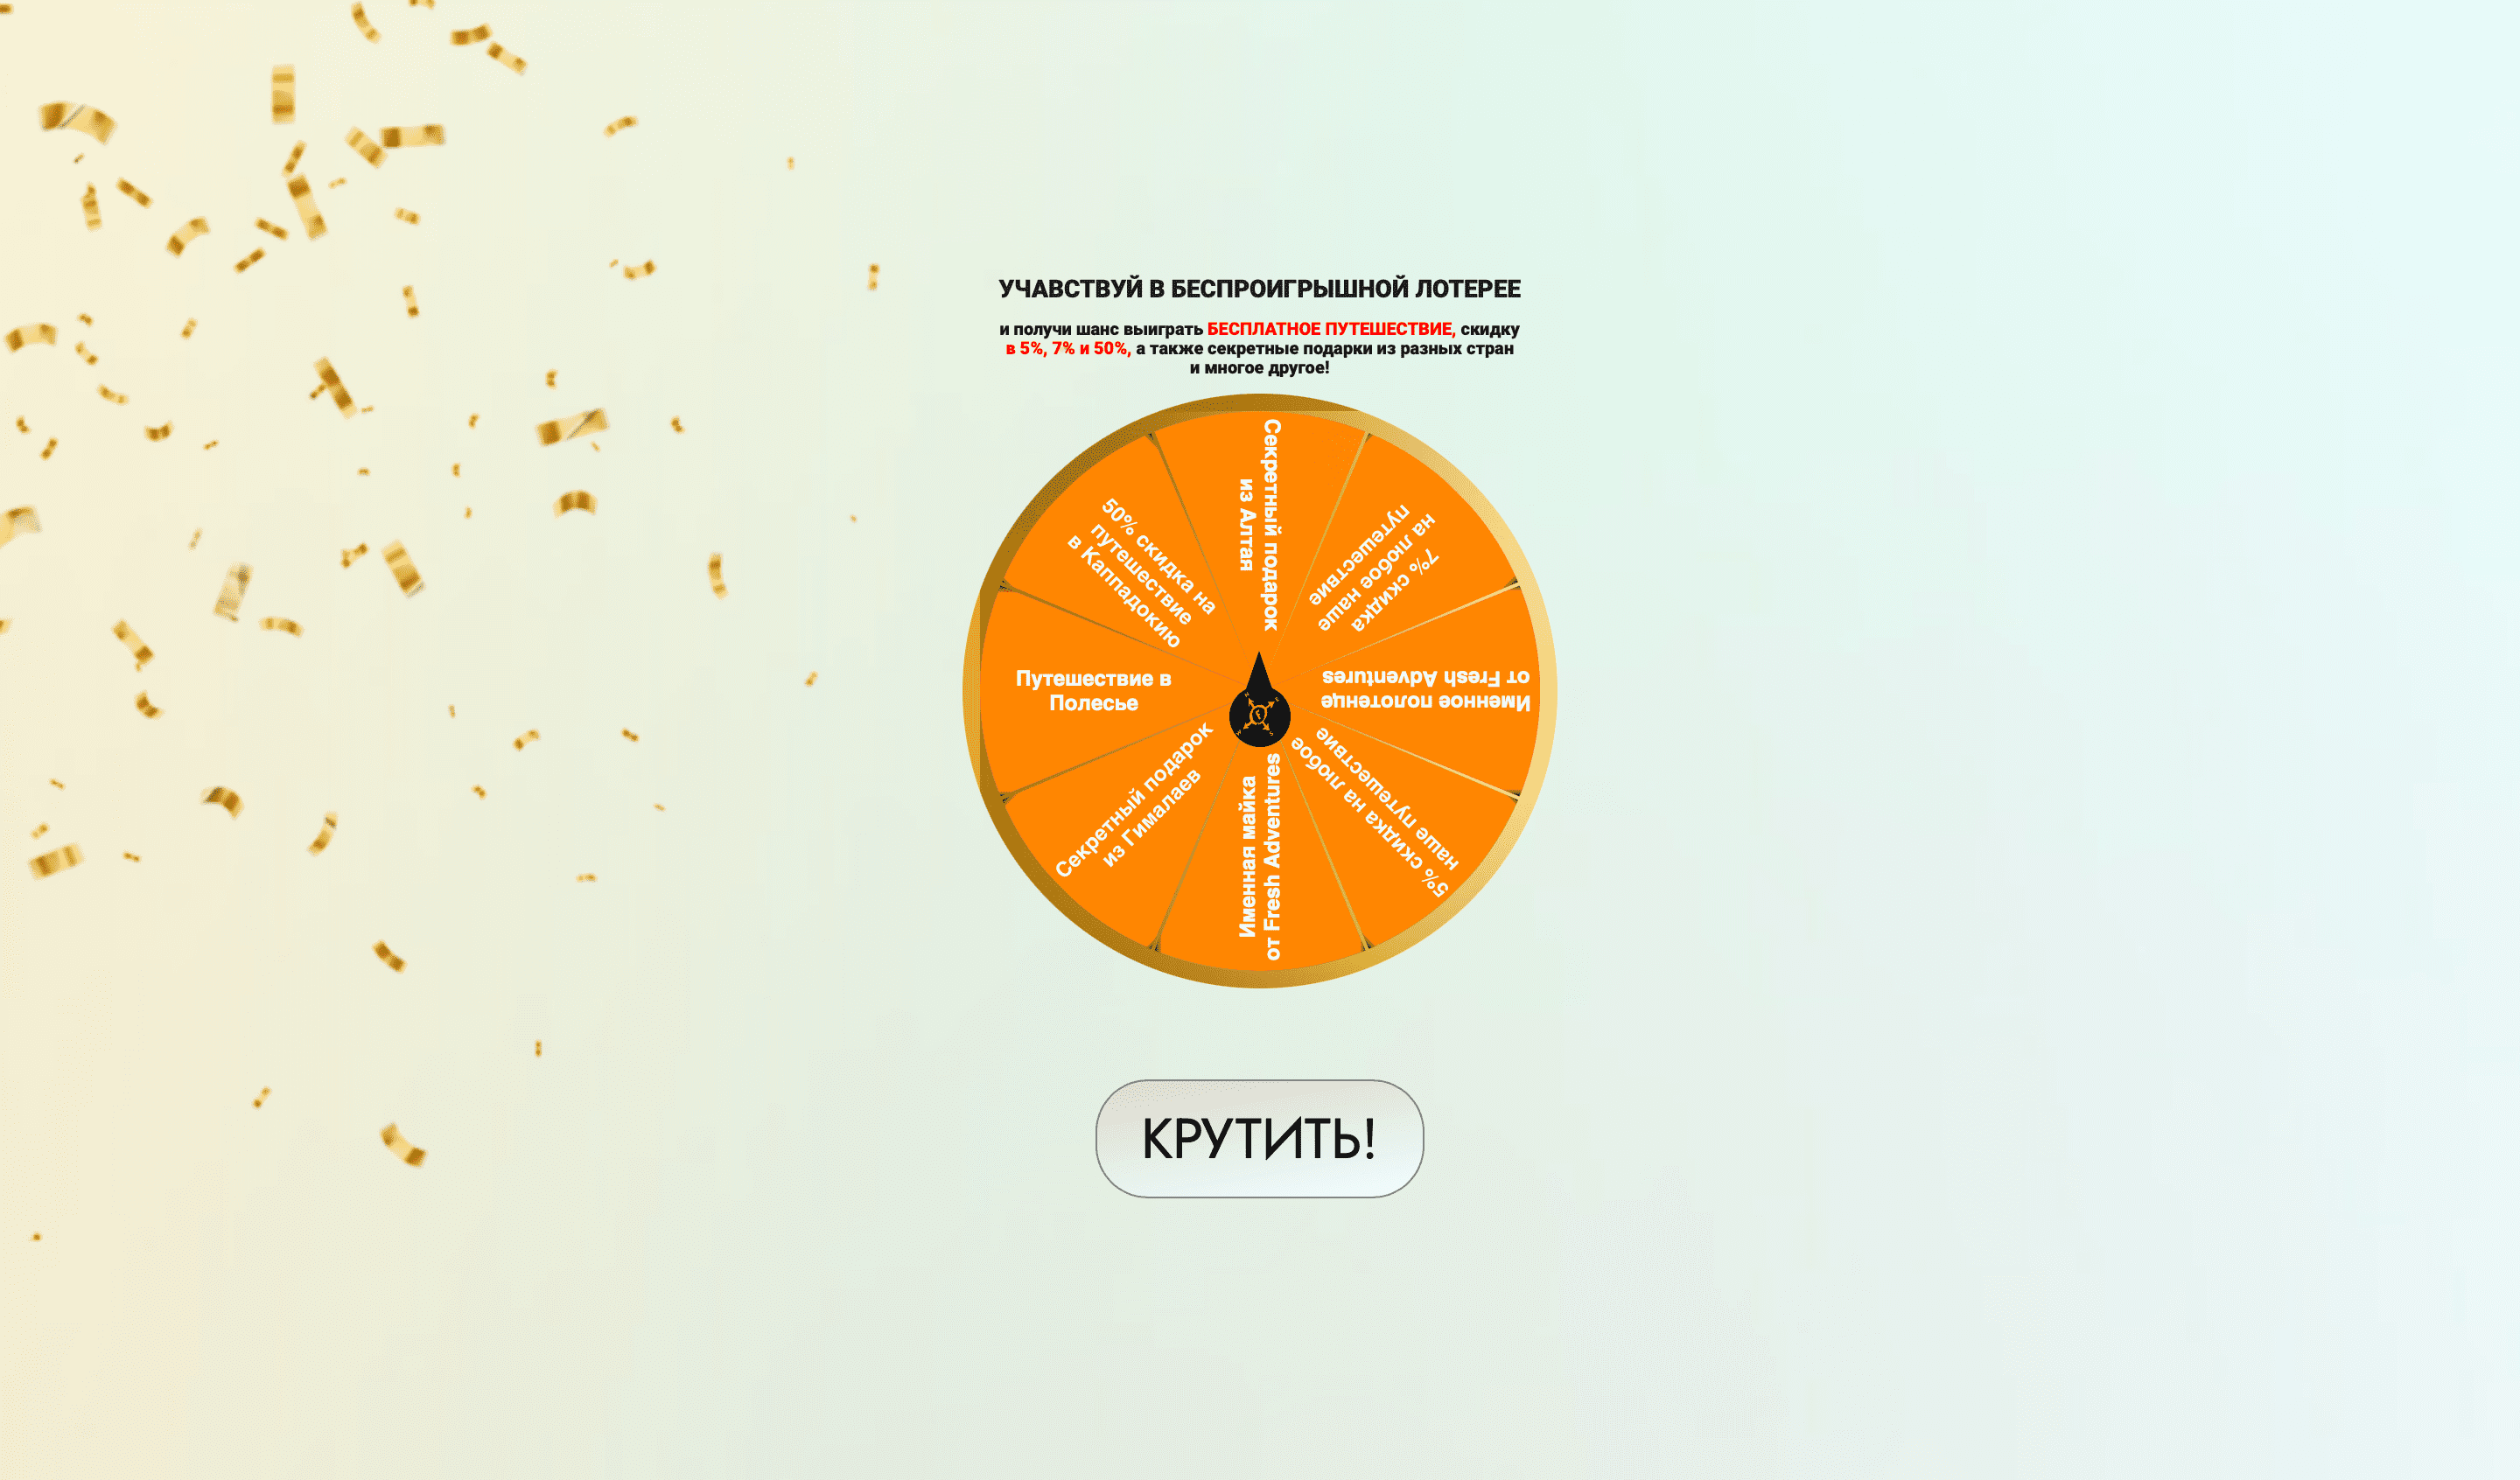 УЧАВСТВУЙ В БЕСПРОИГРЫШНОЙ ЛОТЕРЕЕ
и получи шанс выиграть БЕСПЛАТНОЕ ПУТЕШЕСТВИЕ, скидку
в 5%, 7% и 50%, а также секретные подарки из разных стран
и многое другое!
Секретный подарок
из Алтая
7% скидка
на любое наше
путешествие
Именное полотенце
от Fresh Adventures
5% скидка на любое
наше путешествие
Именная майка
от Fresh Adventures
Секретный подарок
из Гималаев
Путешествие в
Полесье
50% скидка на
путешествие
в Каппадокию
КРУТИТЬ!